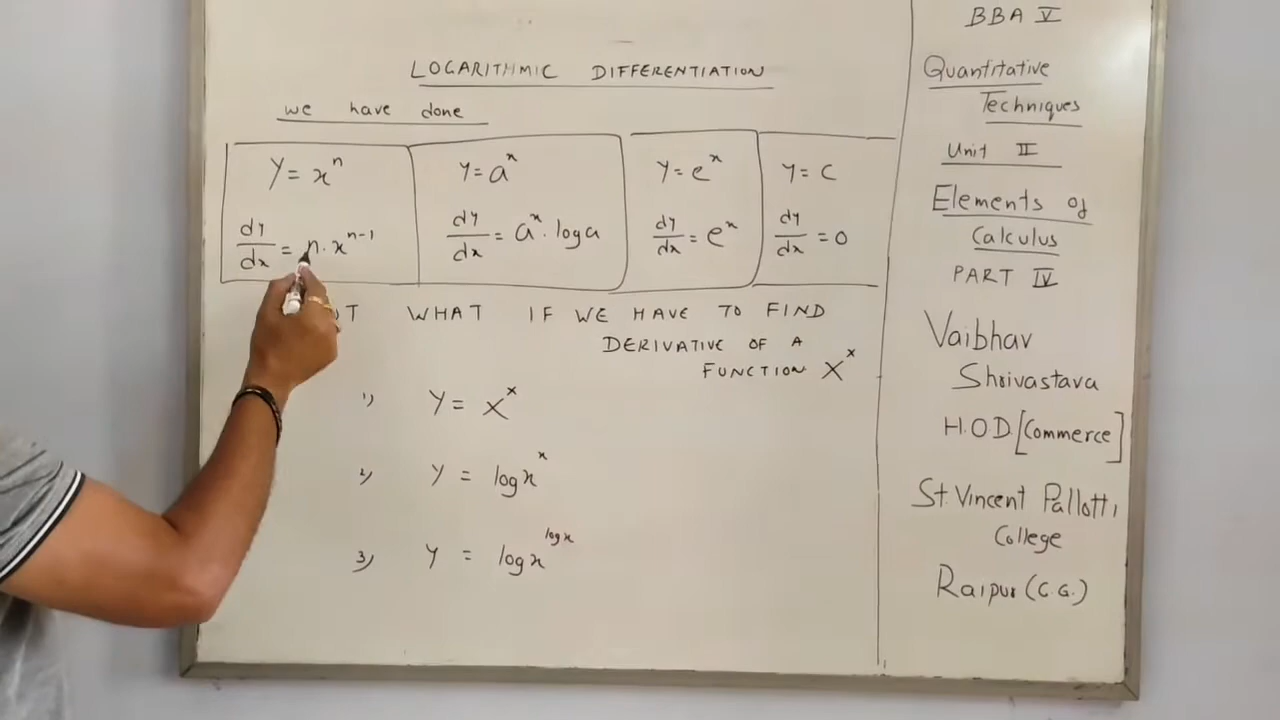 LOGARITHMIC DIFFERENTIATION
we have done
Y = x^n
dy/dx = n · x^{n-1}
Y = a^x
dy/dx = a^x · log a
Y = e^x
dy/dx = e^x
Y = C
dy/dx = 0
WHAT IF WE HAVE TO FIND
DERIVATIVE OF A
FUNCTION X^x
1) Y = X^x
2) Y = log x^x
3) Y = log x^{log x}
BBA V
Quantitative
Techniques
Unit II
Elements of
Calculus
PART IV
Vaibhav
Shrivastava
H.O.D. [Commerce]
St. Vincent Pallotti
College
Raipur (C.G.)